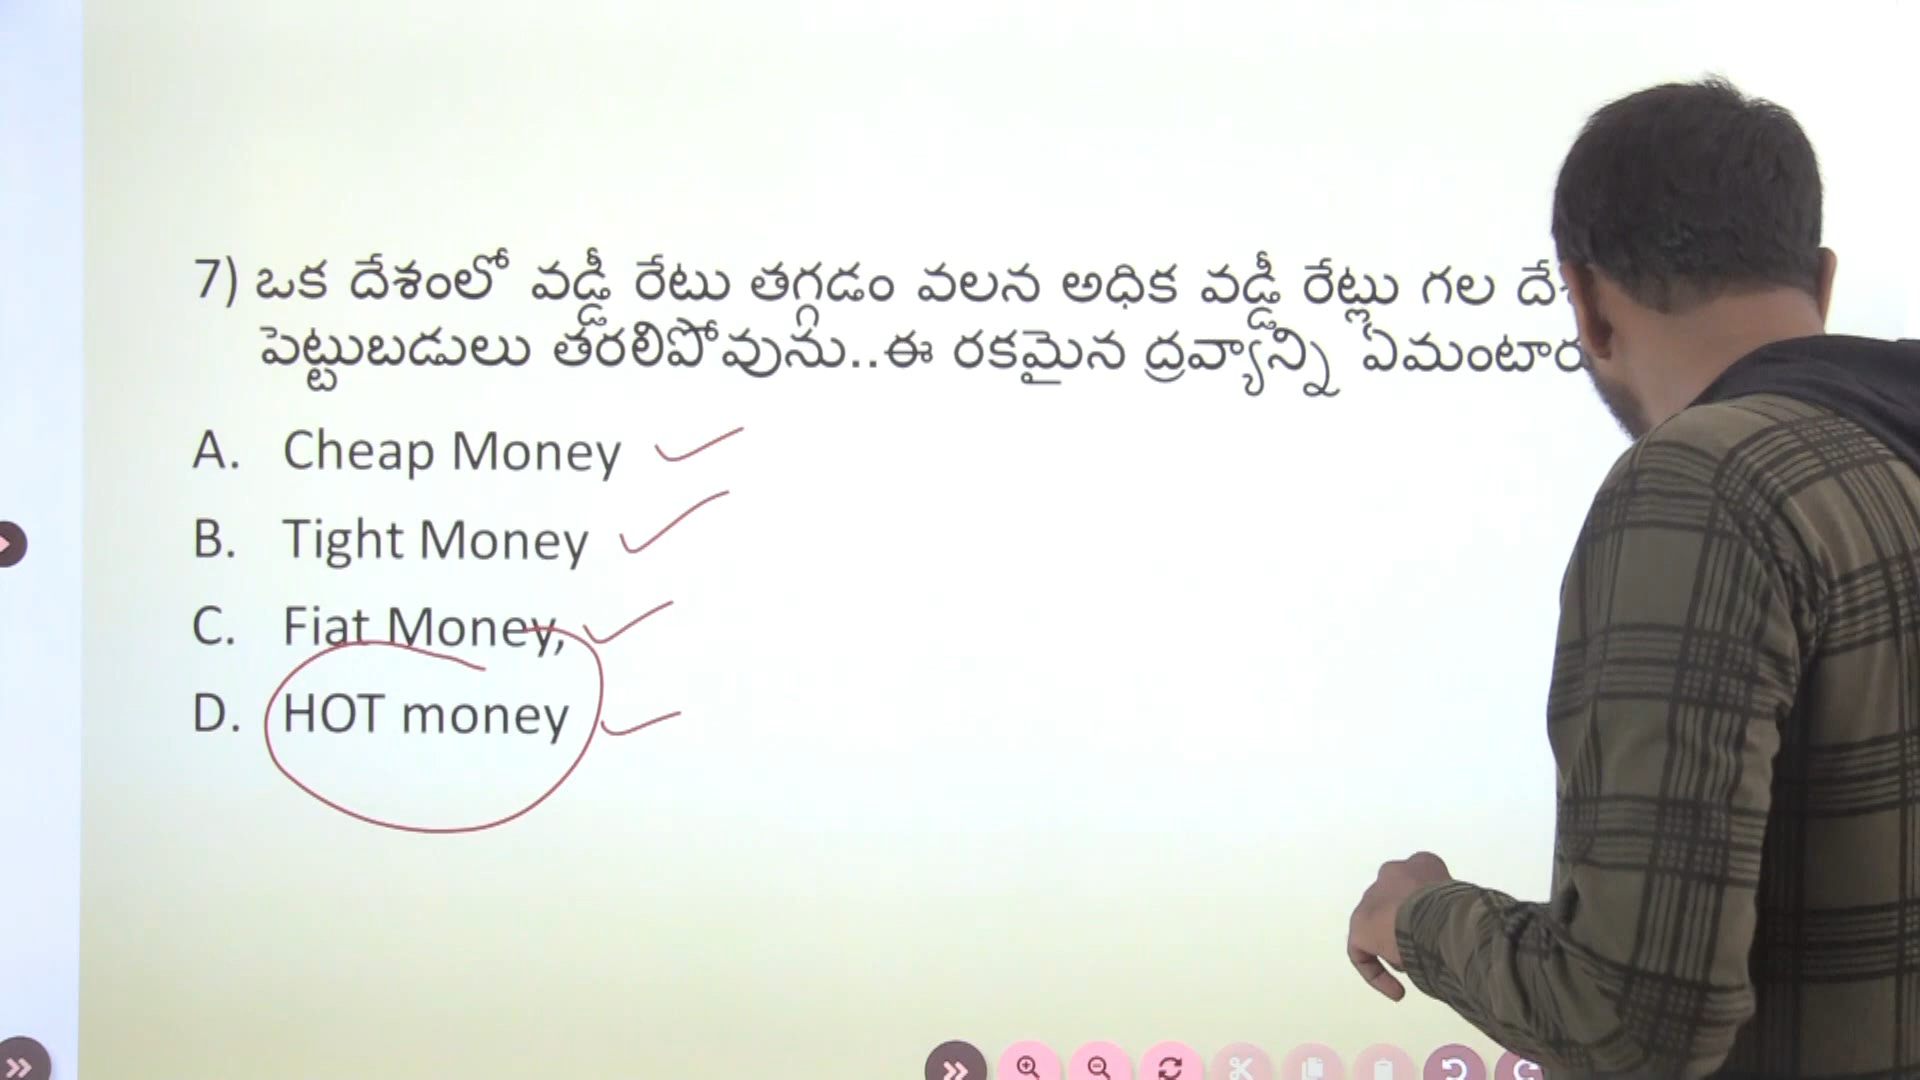 7) ఒక దేశంలో వడ్డీ రేటు తగ్గడం వలన అధిక వడ్డీ రేట్లు గల
పెట్టుబడులు తరలిపోవును..ఈ రకమైన ద్రవ్యాన్ని ఏమంటారు
A. Cheap Money
B. Tight Money
C. Fiat Money,
D. HOT money